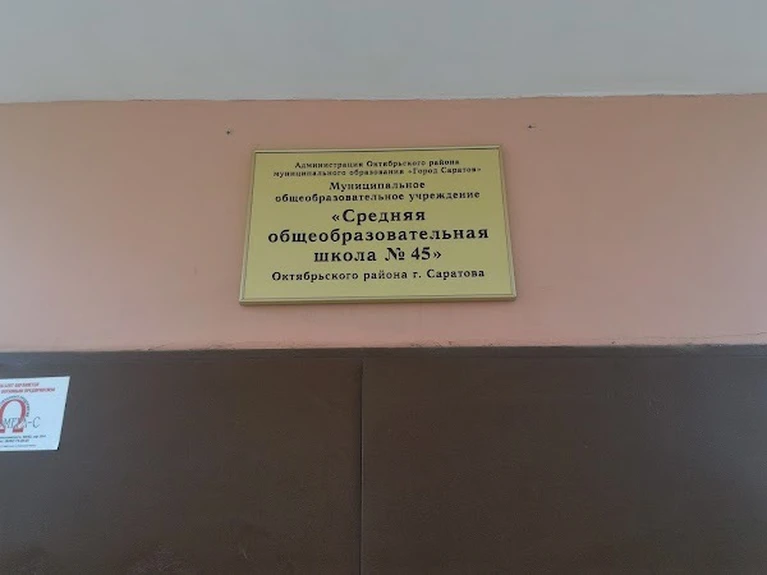 Администрация Октябрьского района
муниципального образования «Город Саратов»
Муниципальное
общеобразовательное учреждение
«Средняя
общеобразовательная
школа № 45»
Октябрьского района г. Саратова